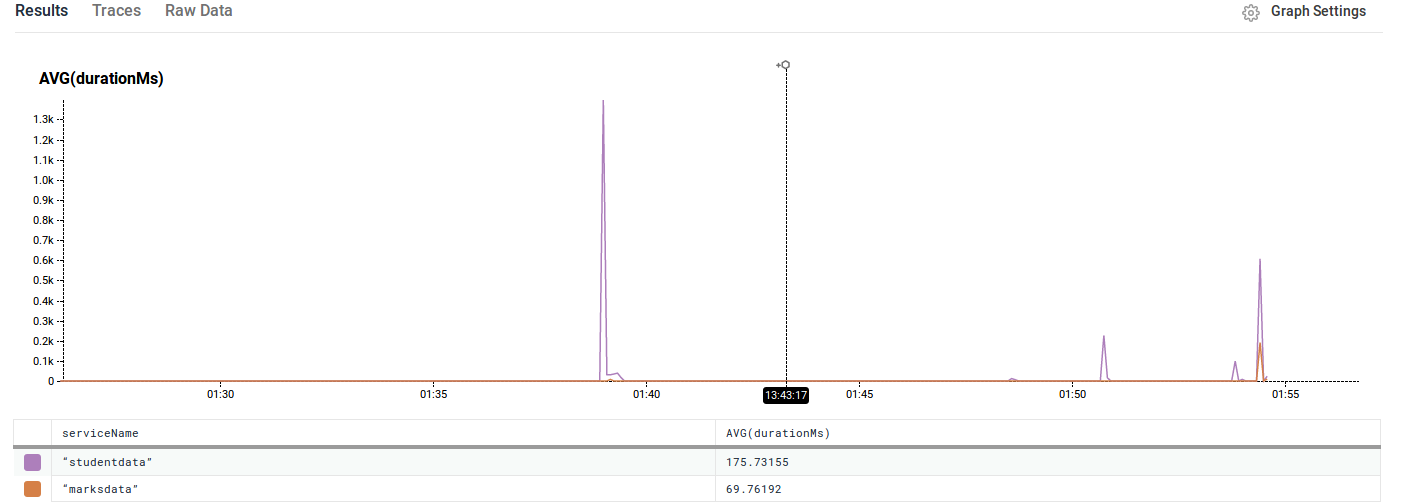 Results Traces Raw Data Graph Settings
AVG(durationMs)
1.3k
1.2k
1.1k
1.0k
0.9k
0.8k
0.7k
0.6k
0.5k
0.4k
0.3k
0.2k
0.1k
0
01:30 01:35 01:40 13:43:17 01:45 01:50 01:55
serviceName AVG(durationMs)
“studentdata” 175.73155
“marksdata” 69.76192